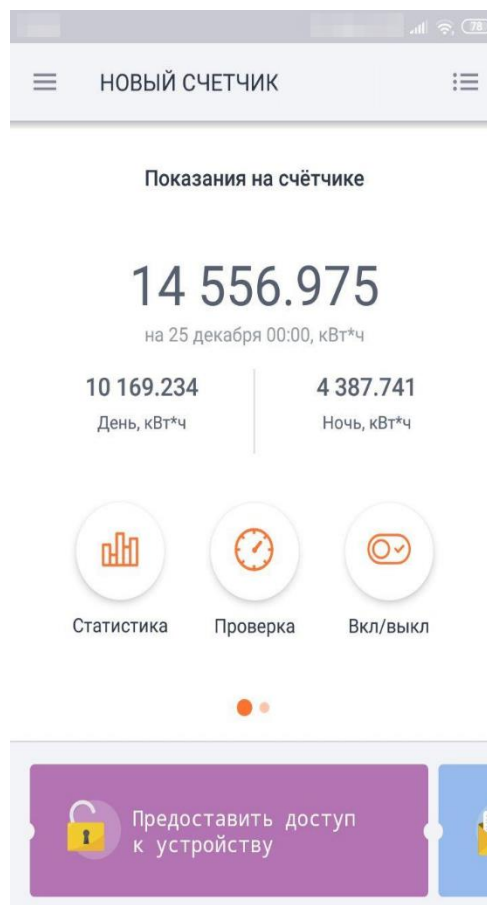 78
НОВЫЙ СЧЕТЧИК
Показания на счётчике
14 556.975
на 25 декабря 00:00, кВт*ч
10 169.234
4 387.741
День, кВт*ч
Ночь, кВт*ч
Статистика
Проверка
Вкл/выкл
Предоставить доступ
к устройству